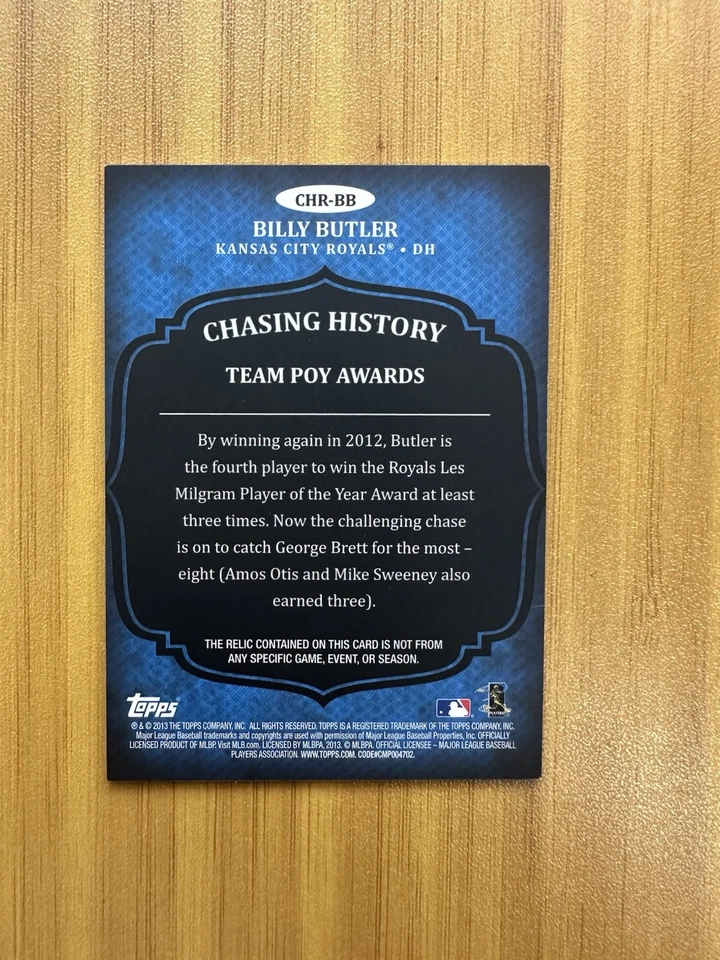 CHR-BB
BILLY BUTLER
KANSAS CITY ROYALS® • DH
CHASING HISTORY
TEAM POY AWARDS
By winning again in 2012, Butler is
the fourth player to win the Royals Les
Milgram Player of the Year Award at least
three times. Now the challenging chase
is on to catch George Brett for the most –
eight (Amos Otis and Mike Sweeney also
earned three).
THE RELIC CONTAINED ON THIS CARD IS NOT FROM
ANY SPECIFIC GAME, EVENT, OR SEASON.
TOPPS
® & © 2013 THE TOPPS COMPANY, INC. ALL RIGHTS RESERVED. TOPPS IS A REGISTERED TRADEMARK OF THE TOPPS COMPANY, INC.
Major League Baseball trademarks and copyrights are used with permission of Major League Baseball Properties, Inc. OFFICIALLY
LICENSED PRODUCT OF MLBP. Visit MLB.com. LICENSED BY MLBPA, 2013. © MLBPA. OFFICIAL LICENSEE – MAJOR LEAGUE BASEBALL
PLAYERS ASSOCIATION. WWW.TOPPS.COM. CODE#CMP004702.